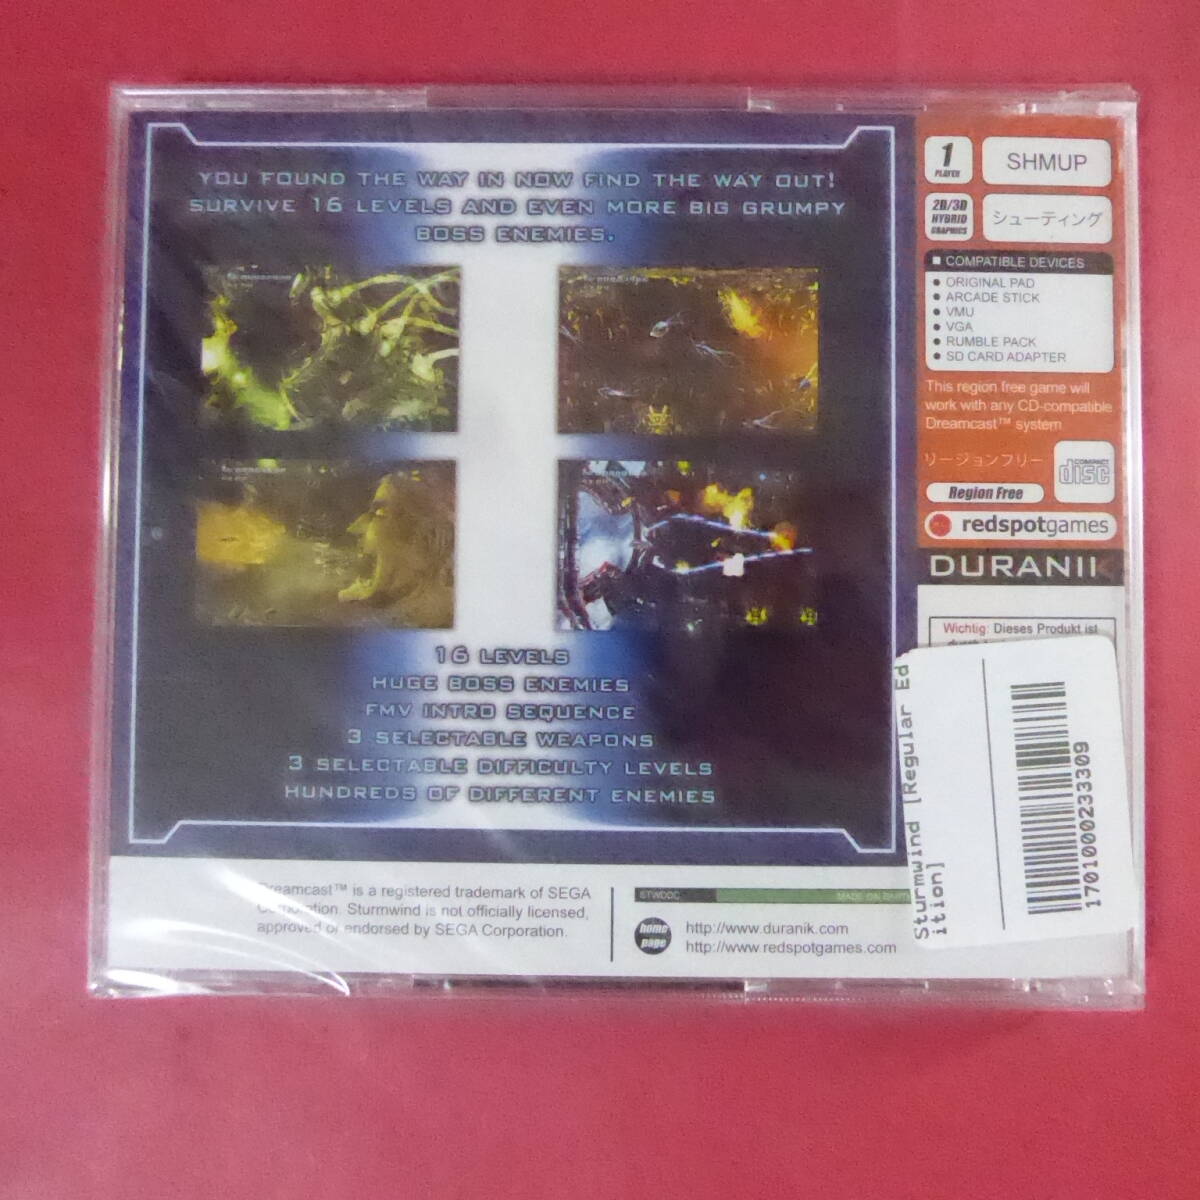 YOU FOUND THE WAY IN NOW FIND THE WAY OUT!
SURVIVE 16 LEVELS AND EVEN MORE BIG GRUMPY
BOSS ENEMIES.
16 LEVELS
HUGE BOSS ENEMIES
FMV INTRO SEQUENCE
3 SELECTABLE WEAPONS
3 SELECTABLE DIFFICULTY LEVELS
HUNDREDS OF DIFFERENT ENEMIES
1
PLAYER
SHMUP
2D/3D
HYBRID
GRAPHICS
シューティング
COMPATIBLE DEVICES
ORIGINAL PAD
ARCADE STICK
VMU
VGA
RUMBLE PACK
SD CARD ADAPTER
This region free game will
work with any CD-compatible
Dreamcast™ system
リージョンフリー
Region Free
COMPACT
disc
redspotgames
DURANIK
Wichtig: Dieses Produkt ist
Sturmwind [Regular Ed
ition]
1701000233309
Dreamcast™ is a registered trademark of SEGA
Corporation. Sturmwind is not officially licensed,
approved or endorsed by SEGA Corporation.
STWDDC
MADE ON EARTH
home
page
http://www.duranik.com
http://www.redspotgames.com